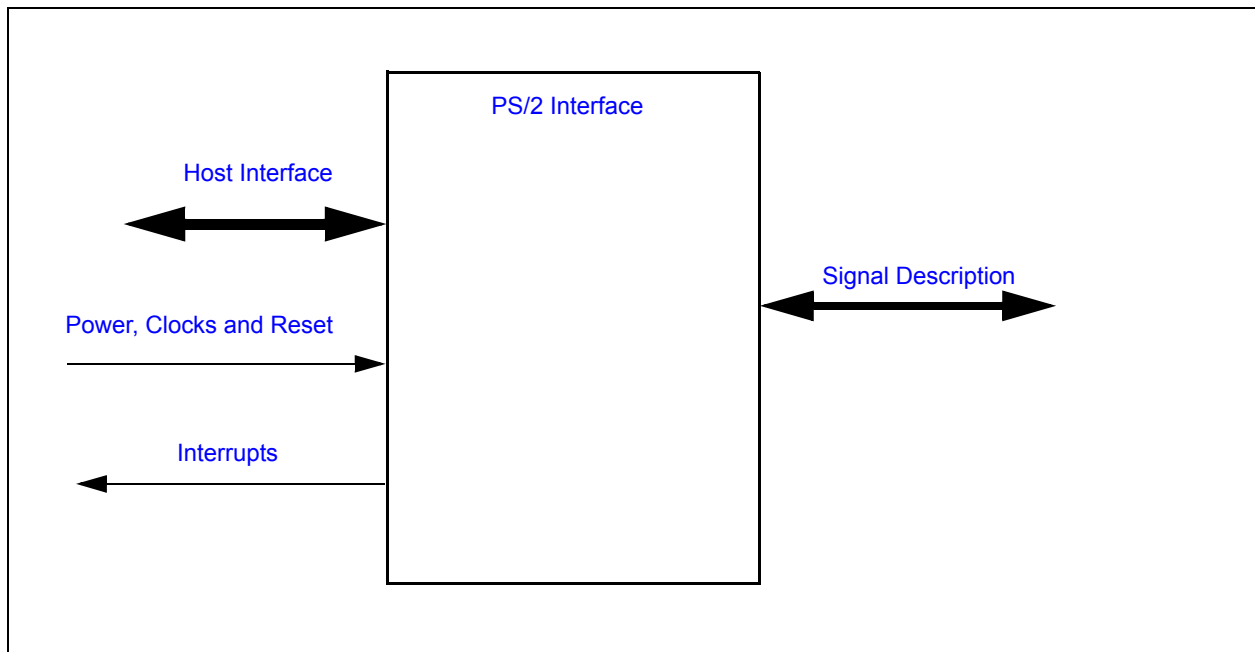 PS/2 Interface
Host Interface
Signal Description
Power, Clocks and Reset
Interrupts